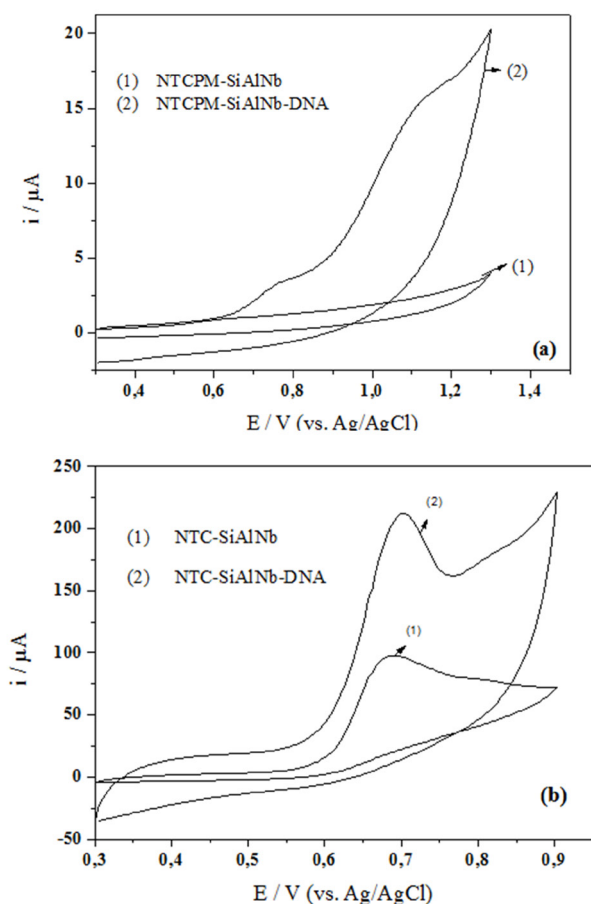 20
15
10
5
0
i / µA
(1) NTCPM-SiAlNb
(2) NTCPM-SiAlNb-DNA
(2)
(1)
(a)
0,4 0,6 0,8 1,0 1,2 1,4
E / V (vs. Ag/AgCl)
250
200
150
100
50
0
-50
i / µA
(1) NTC-SiAlNb
(2) NTC-SiAlNb-DNA
(2)
(1)
(b)
0,3 0,4 0,5 0,6 0,7 0,8 0,9
E / V (vs. Ag/AgCl)